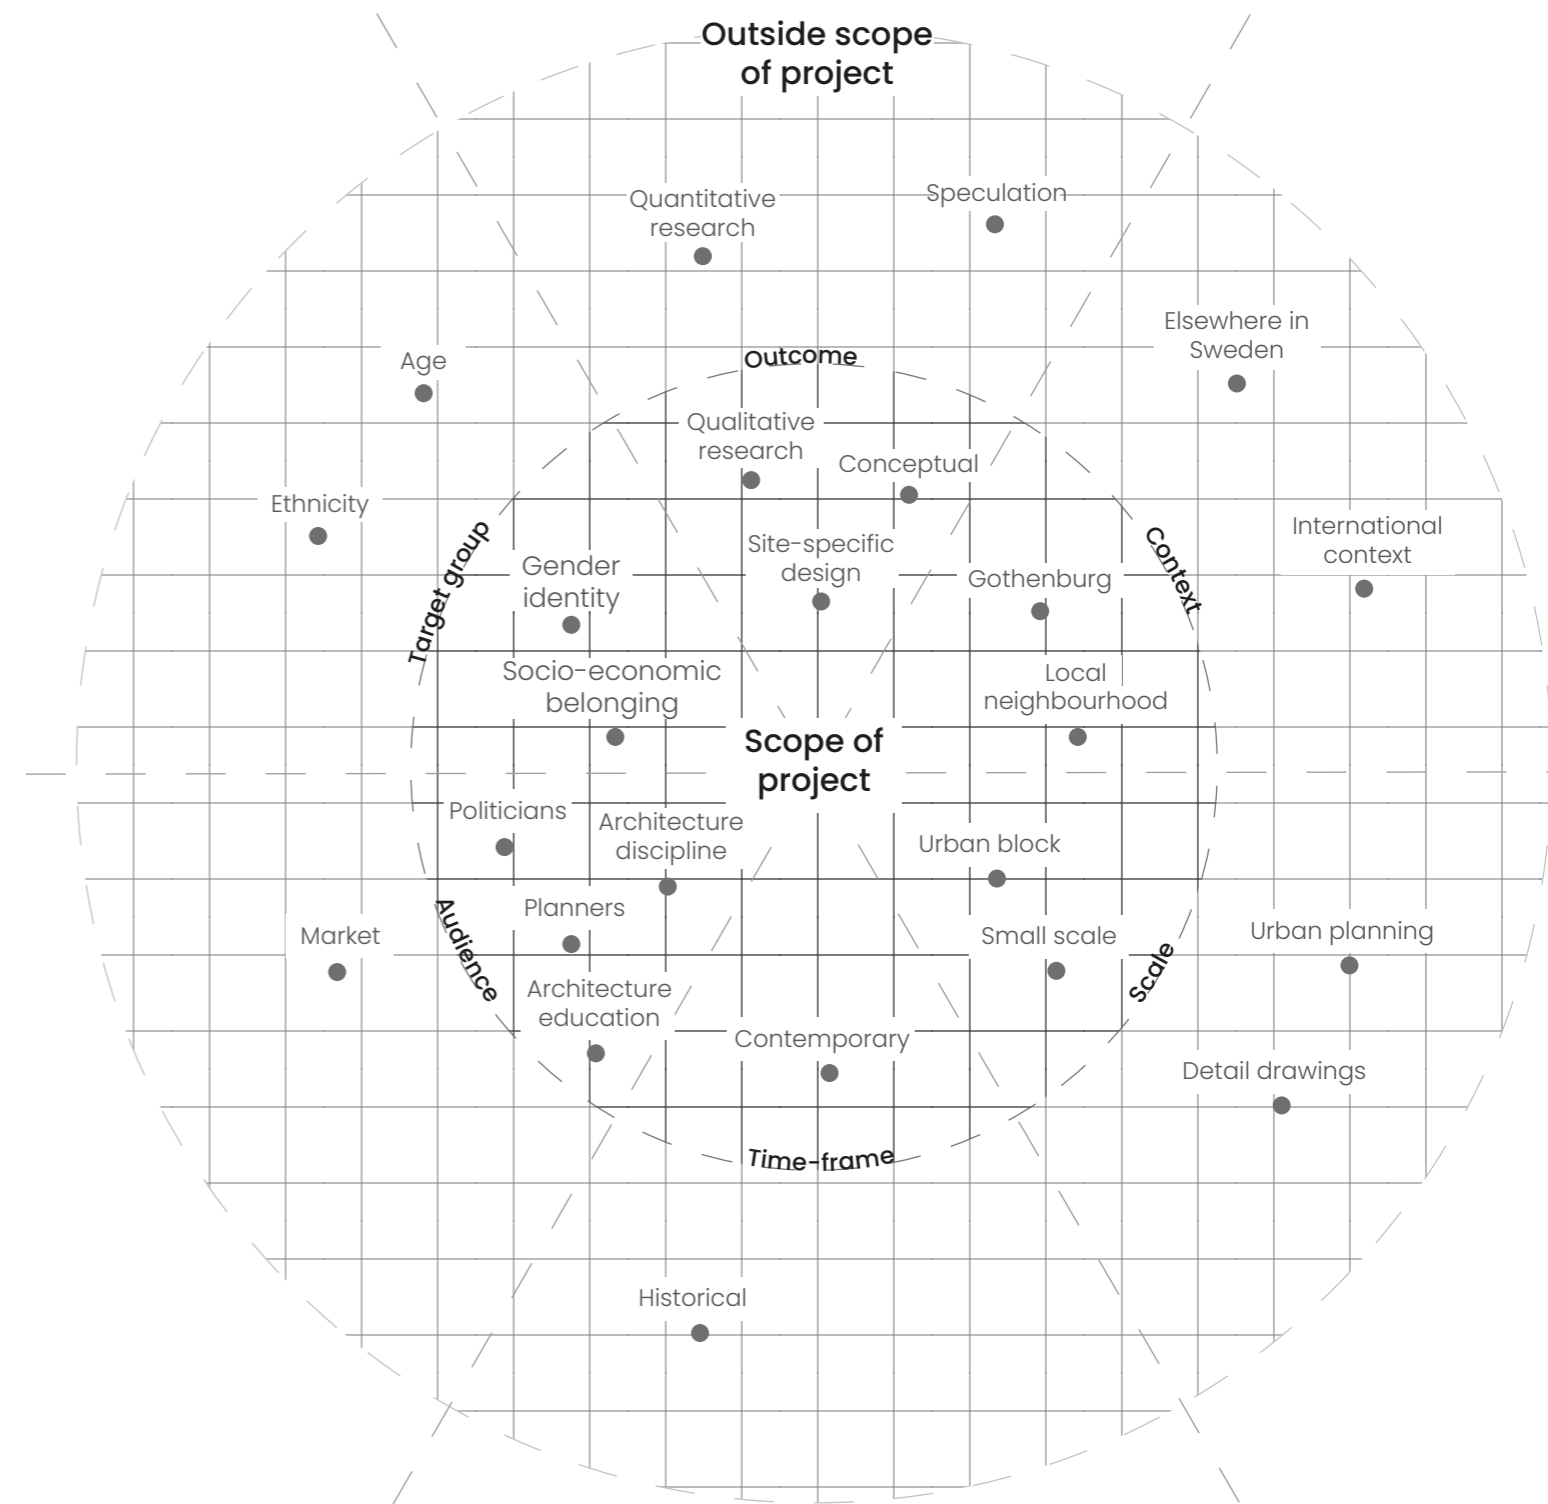 Outside scope
of project
Quantitative
research
Speculation
Elsewhere in
Sweden
Age
Outcome
Qualitative
research
Conceptual
Ethnicity
International
context
Target group
Context
Gender
identity
Site-specific
design
Gothenburg
Socio-economic
belonging
Local
neighbourhood
Scope of
project
Politicians
Architecture
discipline
Urban block
Audience
Planners
Market
Small scale
Scale
Urban planning
Architecture
education
Contemporary
Detail drawings
Time-frame
Historical